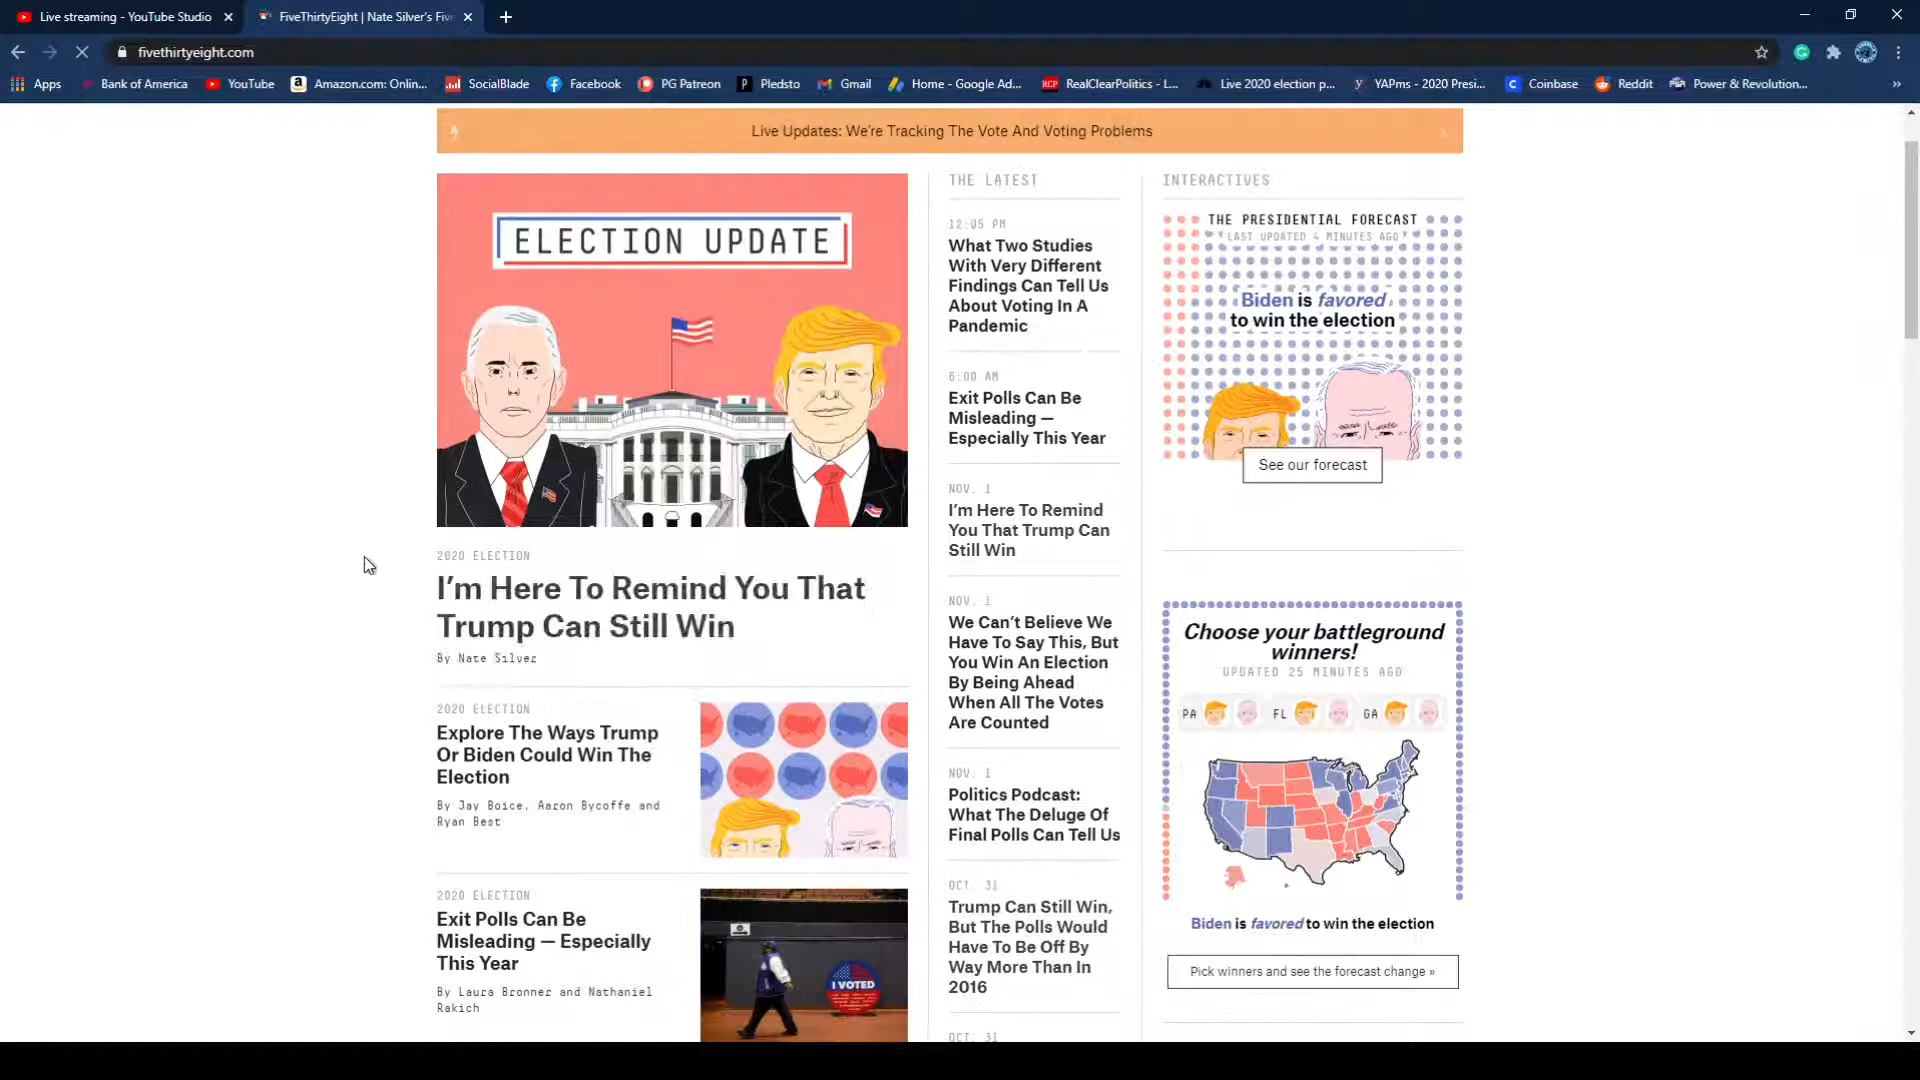 Live streaming - YouTube Studio
FiveThirtyEight | Nate Silver's Five
fivethirtyeight.com
Apps
Bank of America
YouTube
Amazon.com: Onlin...
SocialBlade
Facebook
PG Patreon
Pledsto
Gmail
Home - Google Ad...
RCP
RealClearPolitics - L...
Live 2020 election p...
YAPms - 2020 Presi...
Coinbase
Reddit
Power & Revolution...
Live Updates: We're Tracking The Vote And Voting Problems
ELECTION UPDATE
2020 ELECTION
I'm Here To Remind You That
Trump Can Still Win
By Nate Silver
2020 ELECTION
Explore The Ways Trump
Or Biden Could Win The
Election
By Jay Boice, Aaron Bycoffe and
Ryan Best
2020 ELECTION
Exit Polls Can Be
Misleading — Especially
This Year
By Laura Bronner and Nathaniel
Rakich
I VOTED
THE LATEST
12:05 PM
What Two Studies
With Very Different
Findings Can Tell Us
About Voting In A
Pandemic
6:00 AM
Exit Polls Can Be
Misleading —
Especially This Year
NOV. 1
I'm Here To Remind
You That Trump Can
Still Win
NOV. 1
We Can't Believe We
Have To Say This, But
You Win An Election
By Being Ahead
When All The Votes
Are Counted
NOV. 1
Politics Podcast:
What The Deluge Of
Final Polls Can Tell Us
OCT. 31
Trump Can Still Win,
But The Polls Would
Have To Be Off By
Way More Than In
2016
OCT. 31
INTERACTIVES
THE PRESIDENTIAL FORECAST
LAST UPDATED 4 MINUTES AGO
Biden is favored
to win the election
See our forecast
Choose your battleground
winners!
UPDATED 25 MINUTES AGO
PA FL GA
Biden is favored to win the election
Pick winners and see the forecast change »